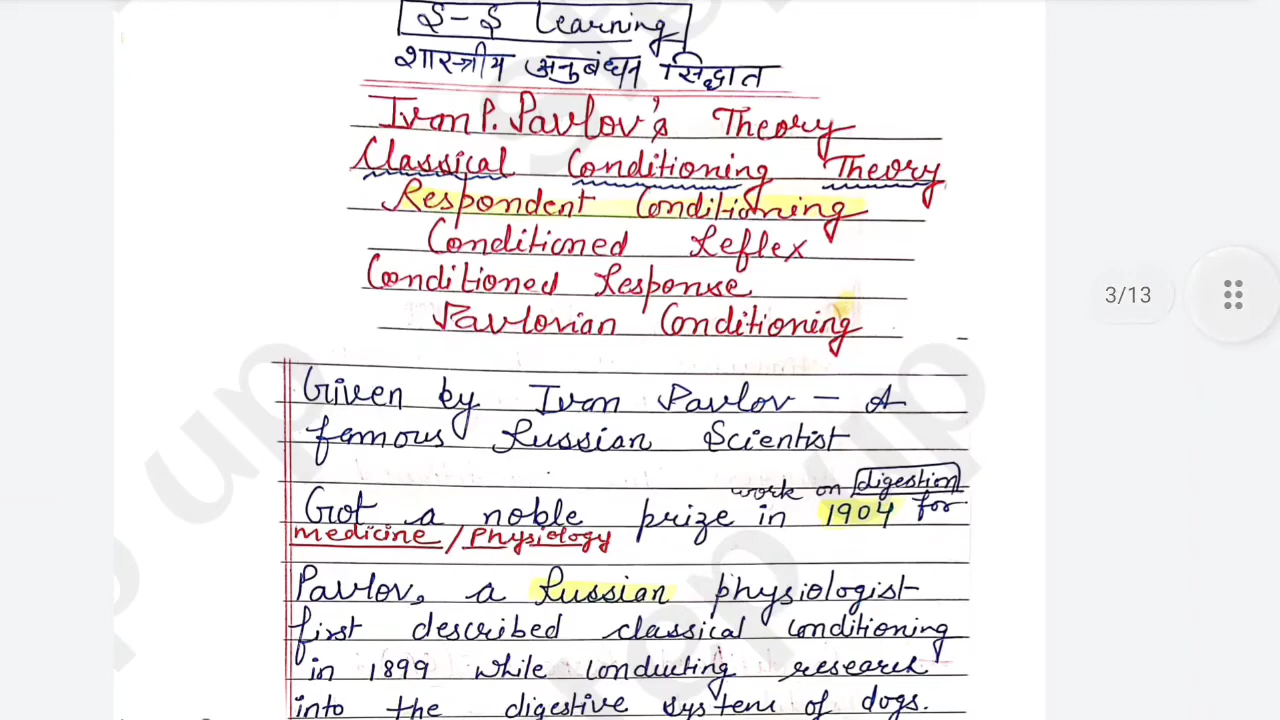 S-S Learning
शास्त्रीय अनुबंधन सिद्धात
Ivan P. Pavlov's Theory
Classical Conditioning Theory
Respondent Conditioning
Conditioned Reflex
Conditioned Response
Pavlovian Conditioning
3/13
Given by Ivan Pavlov - A
famous Russian Scientist
work on digestion
Got a noble prize in 1904 for
medicine/Physiology
Pavlov, a Russian physiologist
first described classical conditioning
in 1899 while conducting research
into the digestive system of dogs.